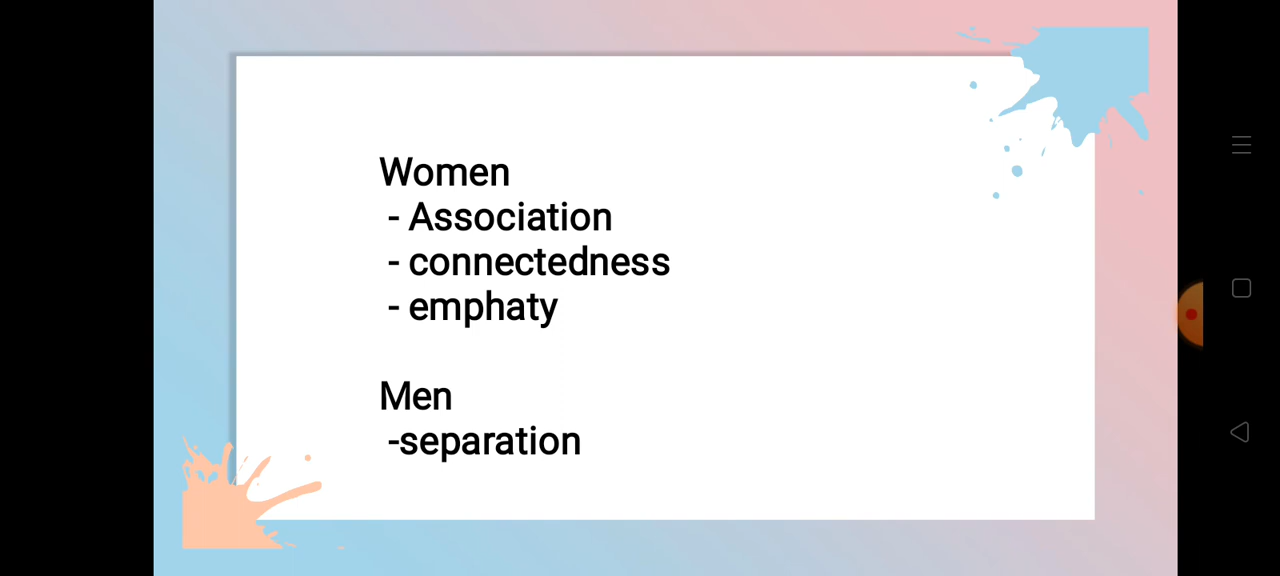 Women
- Association
- connectedness
- emphaty
Men
-separation